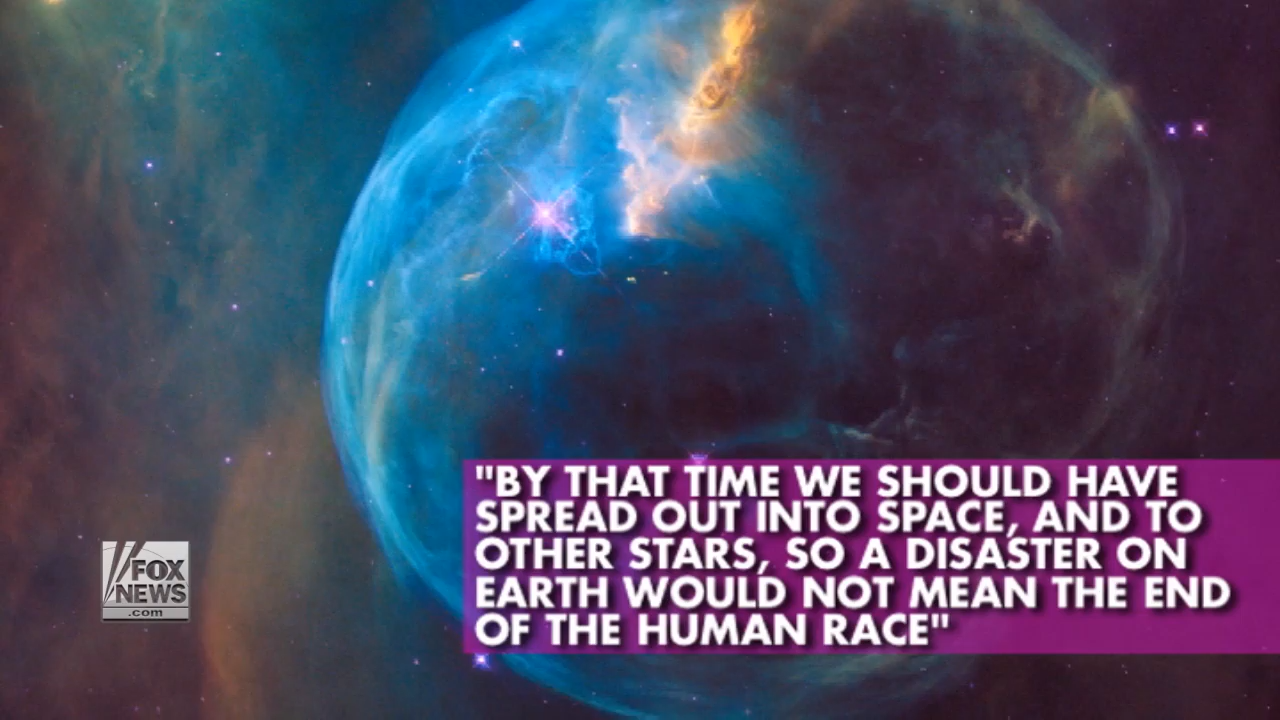 "BY THAT TIME WE SHOULD HAVE
SPREAD OUT INTO SPACE, AND TO
OTHER STARS, SO A DISASTER ON
EARTH WOULD NOT MEAN THE END
OF THE HUMAN RACE"
FOX
NEWS
.com